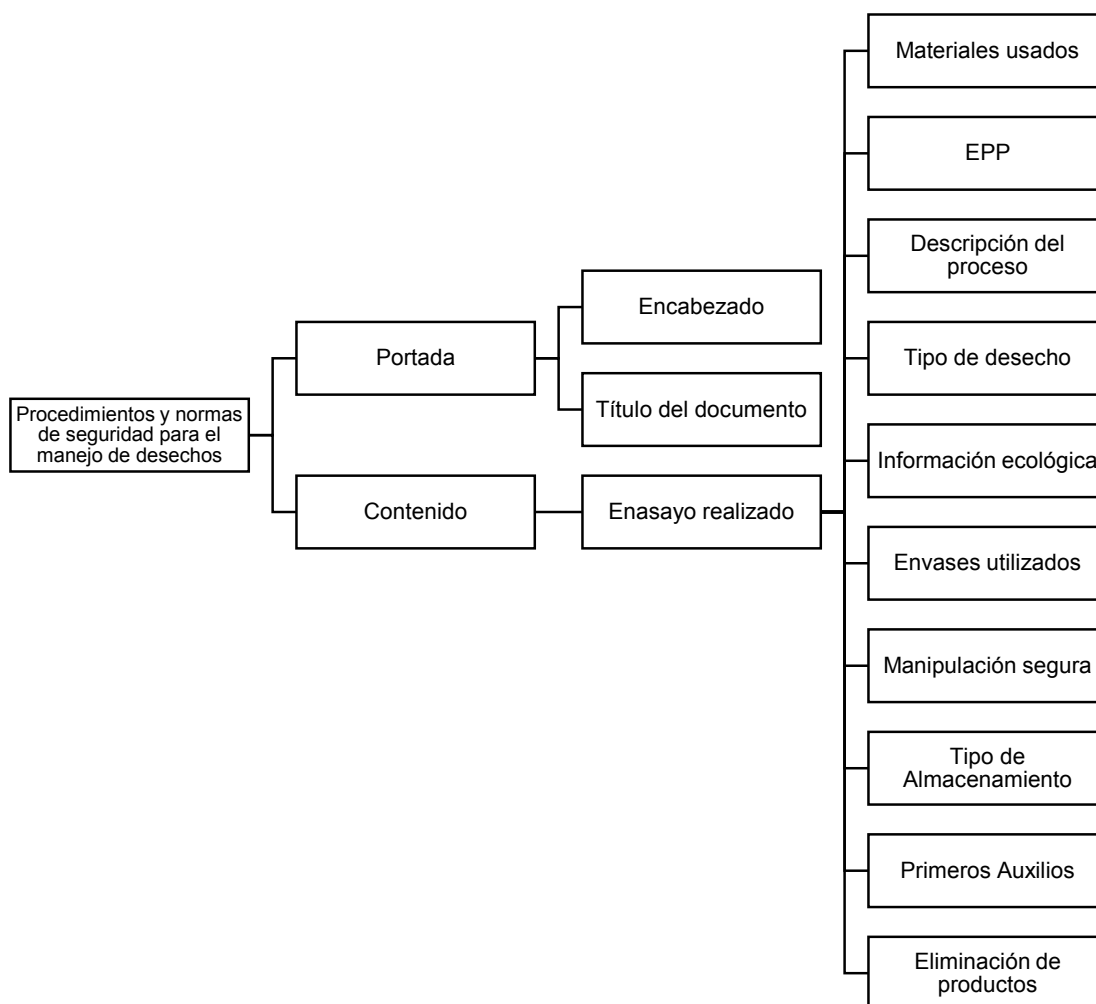 Procedimientos y normas
de seguridad para el
manejo de desechos
Portada
Contenido
Encabezado
Título del documento
Enasayo realizado
Materiales usados
EPP
Descripción del
proceso
Tipo de desecho
Información ecológica
Envases utilizados
Manipulación segura
Tipo de
Almacenamiento
Primeros Auxilios
Eliminación de
productos